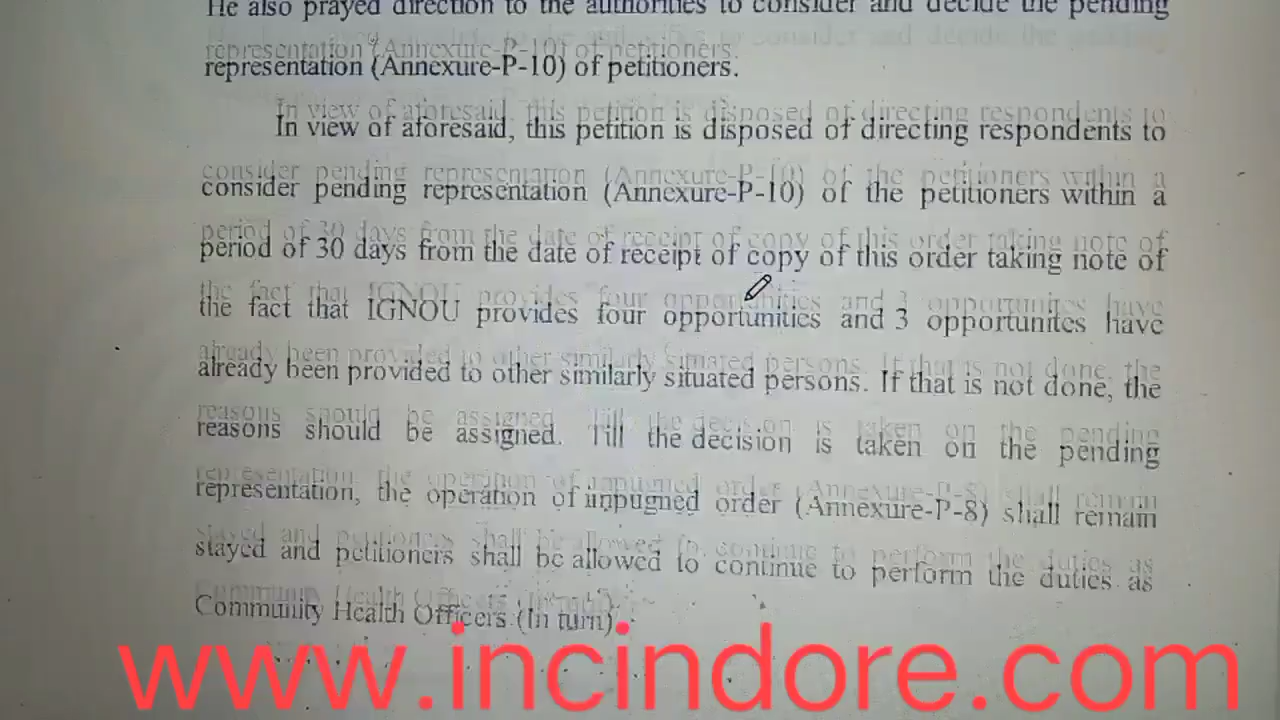 He also prayed direction to the authorities to consider and decide the pending
representation (Annexure-P-10) of petitioners.
In view of aforesaid, this petition is disposed of directing respondents to
consider pending representation (Annexure-P-10) of the petitioners within a
period of 30 days from the date of receipt of copy of this order taking note of
the fact that IGNOU provides four opportunities and 3 opportunites have
already been provided to other similarly situated persons. If that is not done, the
reasons should be assigned. Till the decision is taken on the pending
representation, the operation of impugned order (Annexure-P-8) shall remain
stayed and petitioners shall be allowed to continue to perform the duties as
Community Health Officers (In turn).
www.incindore.com